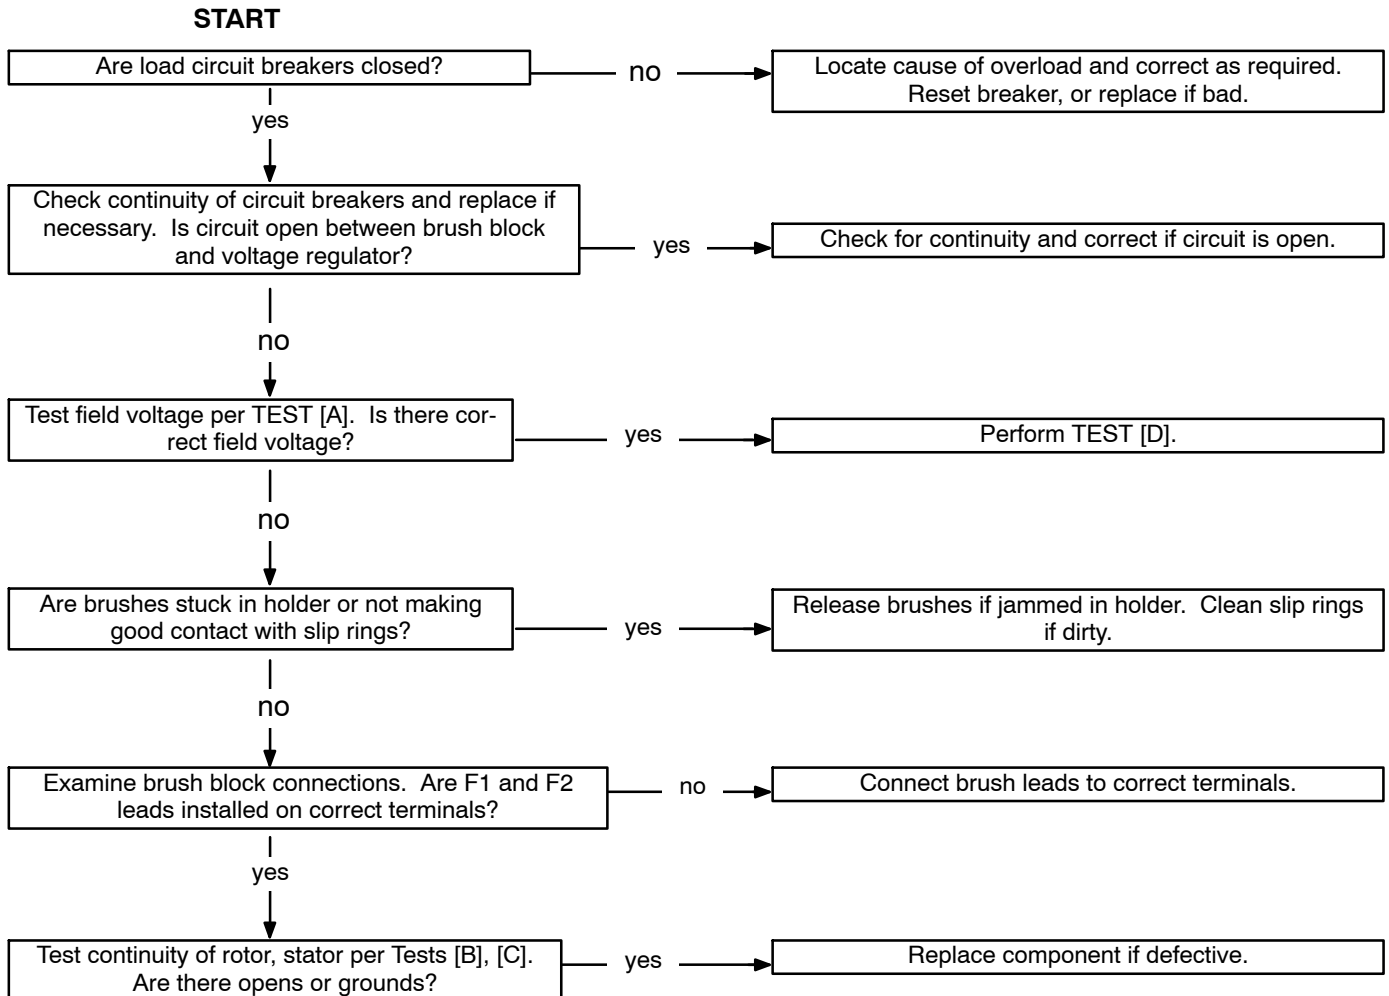 START
Are load circuit breakers closed?
no
Locate cause of overload and correct as required.
Reset breaker, or replace if bad.
yes
Check continuity of circuit breakers and replace if
necessary. Is circuit open between brush block
and voltage regulator?
yes
Check for continuity and correct if circuit is open.
no
Test field voltage per TEST [A]. Is there cor-
rect field voltage?
yes
Perform TEST [D].
no
Are brushes stuck in holder or not making
good contact with slip rings?
yes
Release brushes if jammed in holder. Clean slip rings
if dirty.
no
Examine brush block connections. Are F1 and F2
leads installed on correct terminals?
no
Connect brush leads to correct terminals.
yes
Test continuity of rotor, stator per Tests [B], [C].
Are there opens or grounds?
yes
Replace component if defective.